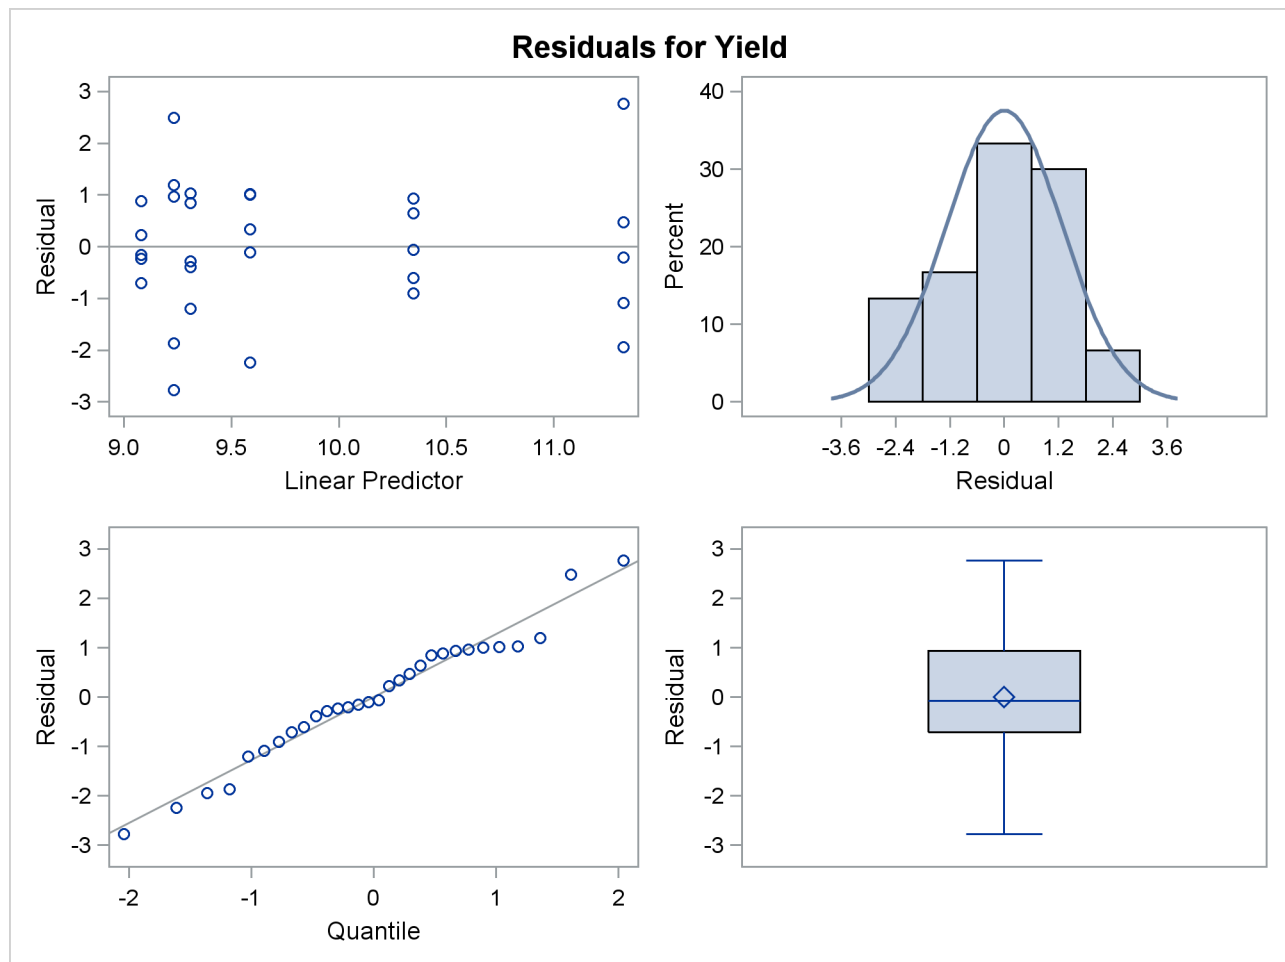 Residuals for Yield
3
2
1
0
-1
-2
-3
Residual
9.0 9.5 10.0 10.5 11.0
Linear Predictor
40
30
20
10
0
Percent
-3.6 -2.4 -1.2 0 1.2 2.4 3.6
Residual
3
2
1
0
-1
-2
-3
Residual
-2 -1 0 1 2
Quantile
3
2
1
0
-1
-2
-3
Residual